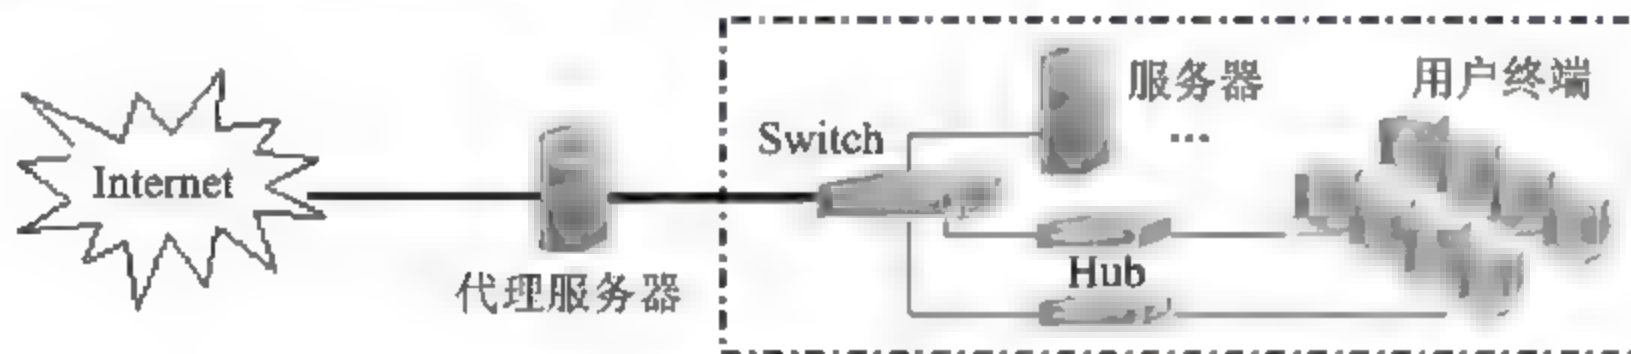 Internet
代理服务器
Switch
服务器
...
Hub
用户终端